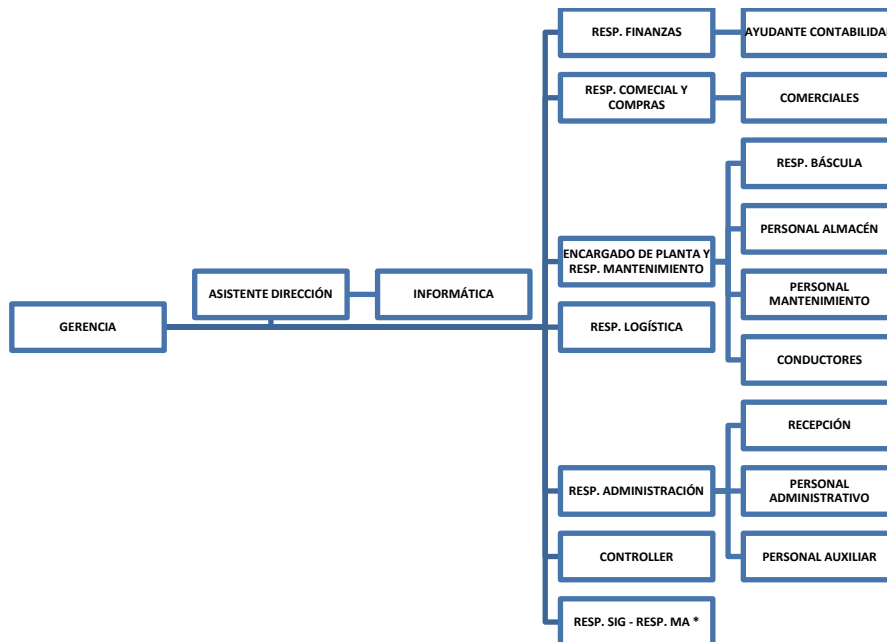 RESP. FINANZAS
AYUDANTE CONTABILIDA
RESP. COMECIAL Y
COMPRAS
COMERCIALES
RESP. BÁSCULA
PERSONAL ALMACÉN
ENCARGADO DE PLANTA Y
RESP. MANTENIMIENTO
PERSONAL
MANTENIMIENTO
ASISTENTE DIRECCIÓN
INFORMÁTICA
GERENCIA
RESP. LOGÍSTICA
CONDUCTORES
RECEPCIÓN
RESP. ADMINISTRACIÓN
PERSONAL
ADMINISTRATIVO
CONTROLLER
PERSONAL AUXILIAR
RESP. SIG - RESP. MA *